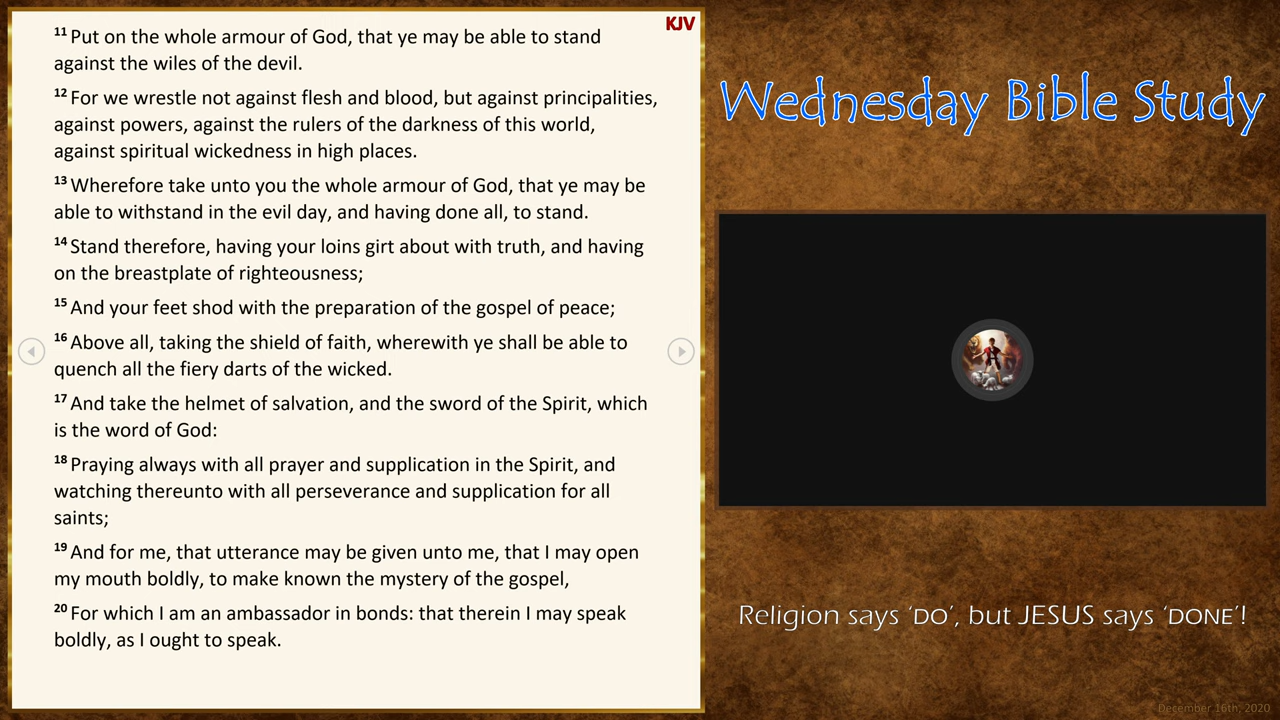 KJV
11 Put on the whole armour of God, that ye may be able to stand
against the wiles of the devil.
12 For we wrestle not against flesh and blood, but against principalities,
against powers, against the rulers of the darkness of this world,
against spiritual wickedness in high places.
13 Wherefore take unto you the whole armour of God, that ye may be
able to withstand in the evil day, and having done all, to stand.
14 Stand therefore, having your loins girt about with truth, and having
on the breastplate of righteousness;
15 And your feet shod with the preparation of the gospel of peace;
16 Above all, taking the shield of faith, wherewith ye shall be able to
quench all the fiery darts of the wicked.
17 And take the helmet of salvation, and the sword of the Spirit, which
is the word of God:
18 Praying always with all prayer and supplication in the Spirit, and
watching thereunto with all perseverance and supplication for all
saints;
19 And for me, that utterance may be given unto me, that I may open
my mouth boldly, to make known the mystery of the gospel,
20 For which I am an ambassador in bonds: that therein I may speak
boldly, as I ought to speak.
Wednesday Bible Study
Religion says ‘DO’, but JESUS says ‘DONE’!
December 16th, 2020